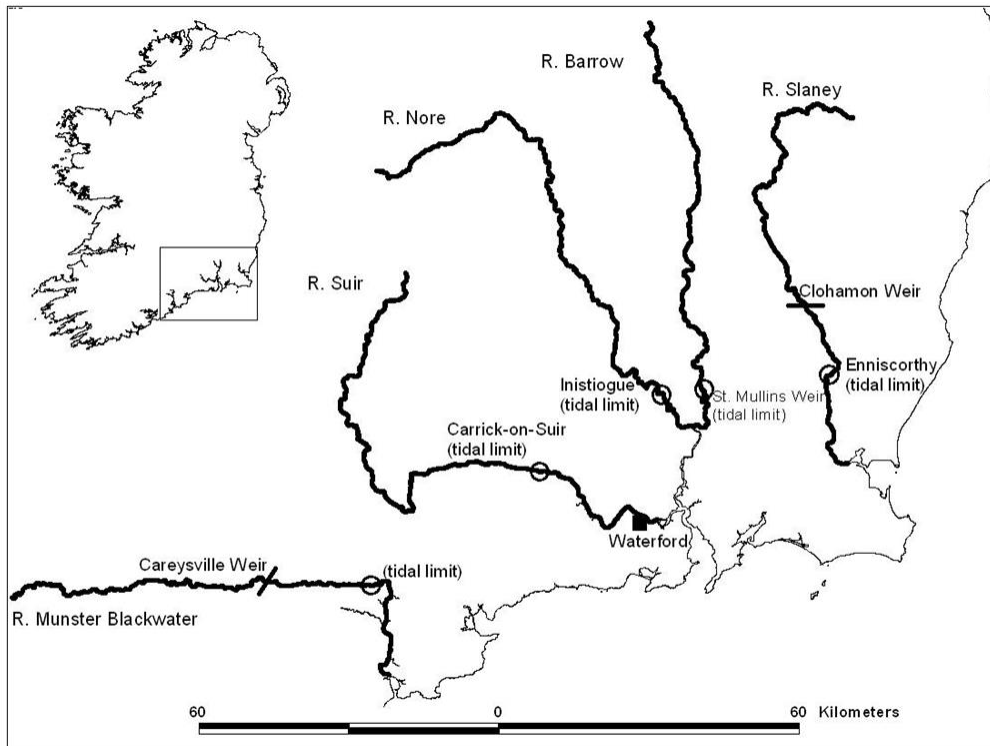 R. Barrow
R. Slaney
R. Nore
R. Suir
Clohamon Weir
Enniscorthy
(tidal limit)
Inistiogue
(tidal limit)
St. Mullins Weir
(tidal limit)
Carrick-on-Suir
(tidal limit)
Waterford
Careysville Weir
(tidal limit)
R. Munster Blackwater
60 0 60 Kilometers